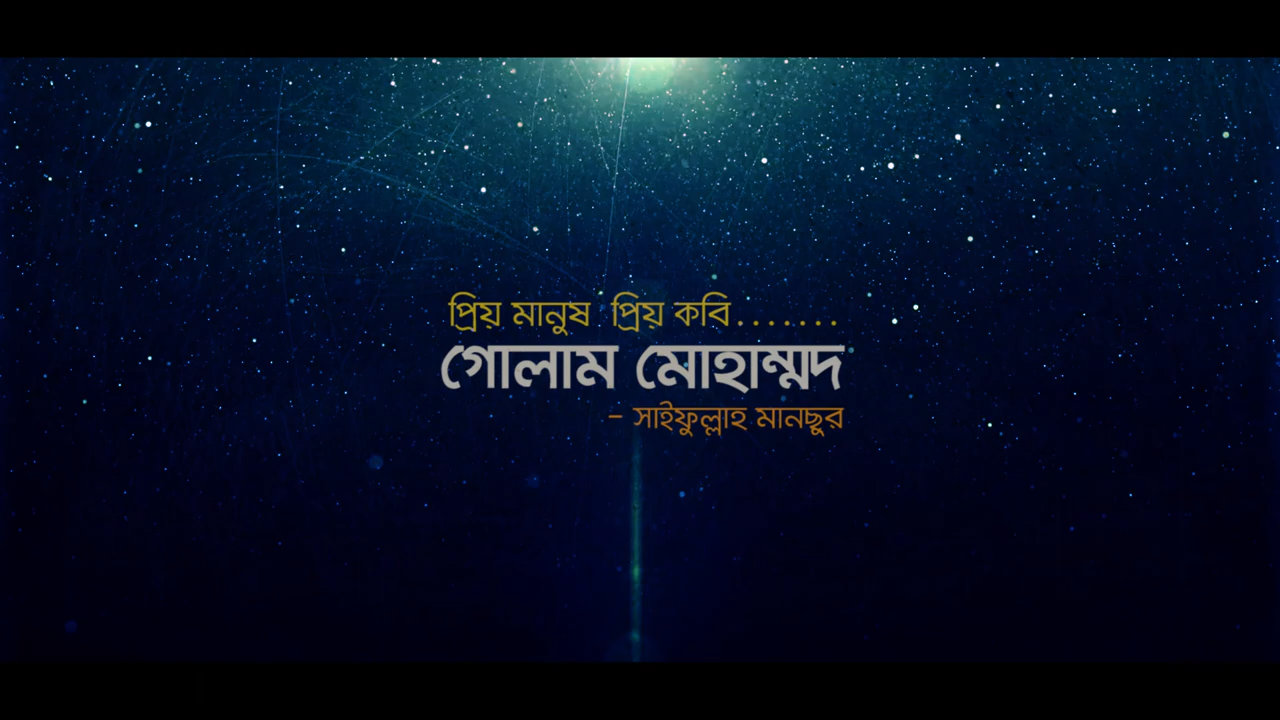 প্রিয় মানুষ প্রিয় কবি.......
গোলাম মোহাম্মদ
- সাইফুল্লাহ মানছুর